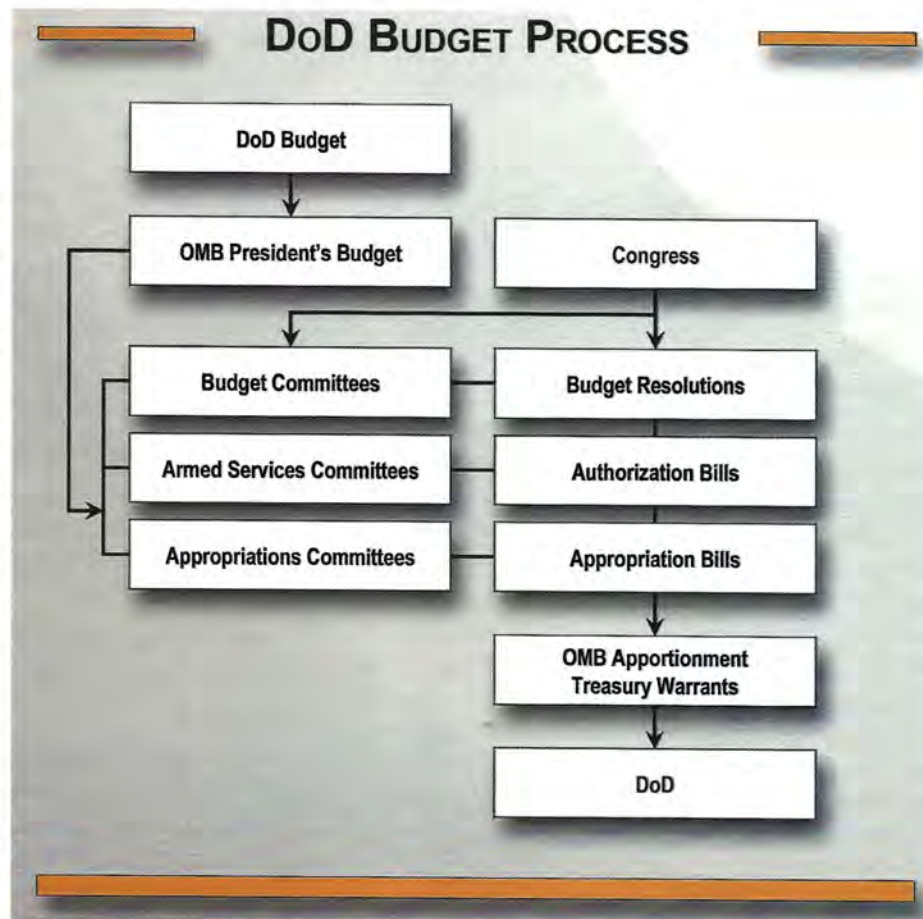 DoD Budget Process
DoD Budget
OMB President's Budget
Congress
Budget Committees
Budget Resolutions
Armed Services Committees
Authorization Bills
Appropriations Committees
Appropriation Bills
OMB Apportionment
Treasury Warrants
DoD